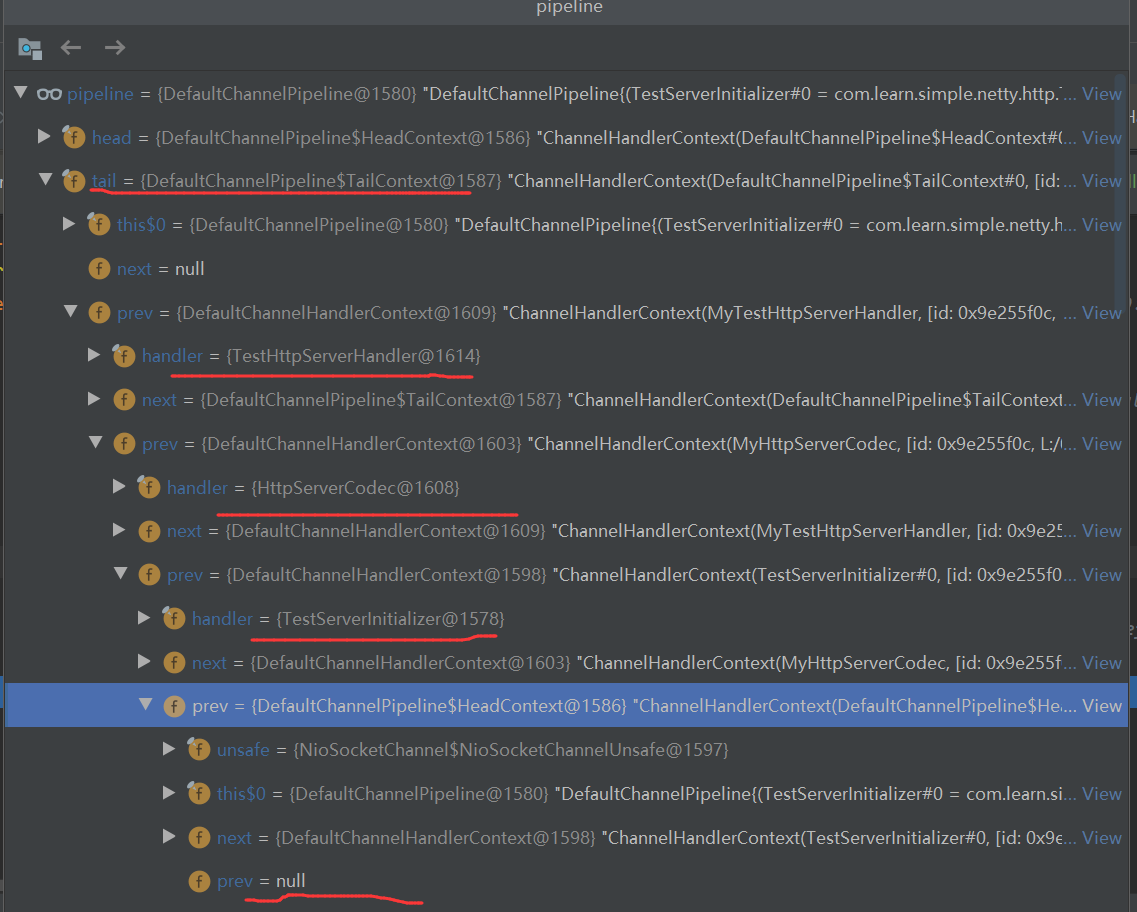 pipeline
pipeline = {DefaultChannelPipeline@1580} "DefaultChannelPipeline{(TestServerInitializer#0 = com.learn.simple.netty.http.... View
head = {DefaultChannelPipeline$HeadContext@1586} "ChannelHandlerContext(DefaultChannelPipeline$HeadContext#0... View
tail = {DefaultChannelPipeline$TailContext@1587} "ChannelHandlerContext(DefaultChannelPipeline$TailContext#0, [id:... View
this$0 = {DefaultChannelPipeline@1580} "DefaultChannelPipeline{(TestServerInitializer#0 = com.learn.simple.netty.h... View
next = null
prev = {DefaultChannelHandlerContext@1609} "ChannelHandlerContext(MyTestHttpServerHandler, [id: 0x9e255f0c, ... View
handler = {TestHttpServerHandler@1614}
next = {DefaultChannelPipeline$TailContext@1587} "ChannelHandlerContext(DefaultChannelPipeline$TailContext... View
prev = {DefaultChannelHandlerContext@1603} "ChannelHandlerContext(MyHttpServerCodec, [id: 0x9e255f0c, L:/... View
handler = {HttpServerCodec@1608}
next = {DefaultChannelHandlerContext@1609} "ChannelHandlerContext(MyTestHttpServerHandler, [id: 0x9e25... View
prev = {DefaultChannelHandlerContext@1598} "ChannelHandlerContext(TestServerInitializer#0, [id: 0x9e255f0... View
handler = {TestServerInitializer@1578}
next = {DefaultChannelHandlerContext@1603} "ChannelHandlerContext(MyHttpServerCodec, [id: 0x9e255f... View
prev = {DefaultChannelPipeline$HeadContext@1586} "ChannelHandlerContext(DefaultChannelPipeline$He... View
unsafe = {NioSocketChannel$NioSocketChannelUnsafe@1597}
this$0 = {DefaultChannelPipeline@1580} "DefaultChannelPipeline{(TestServerInitializer#0 = com.learn.si... View
next = {DefaultChannelHandlerContext@1598} "ChannelHandlerContext(TestServerInitializer#0, [id: 0x9e... View
prev = null